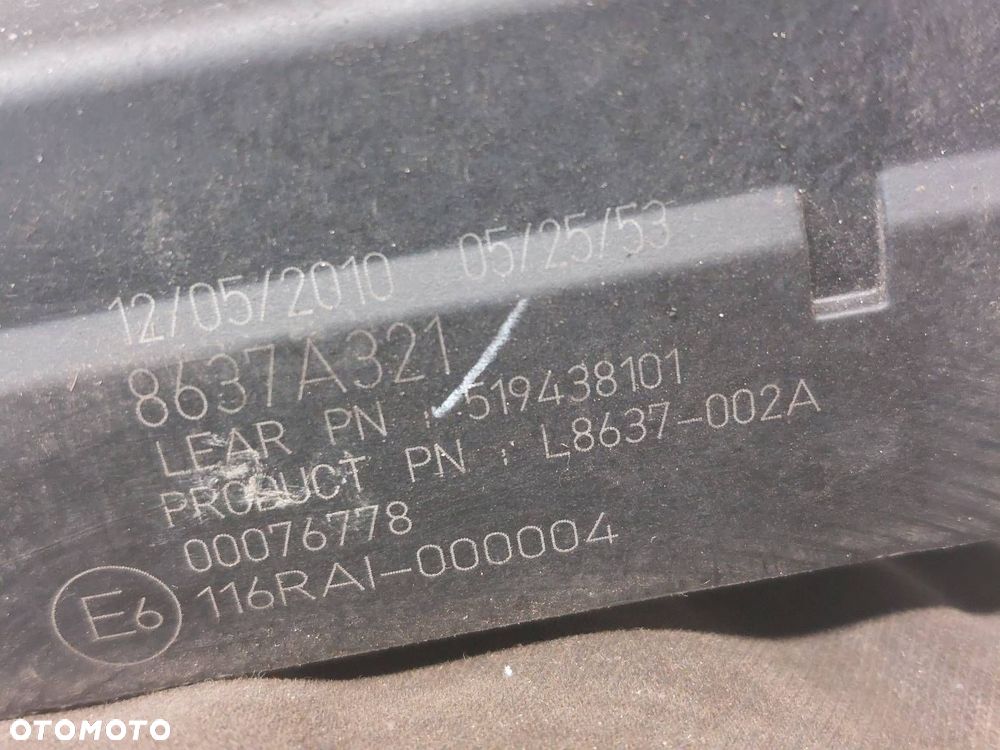 12/05/2010 05/25/53
8637A321
LEAR PN : 519438101
PRODUCT PN : L8637-002A
00076778
E6 116RAI-000004
OTOMOTO